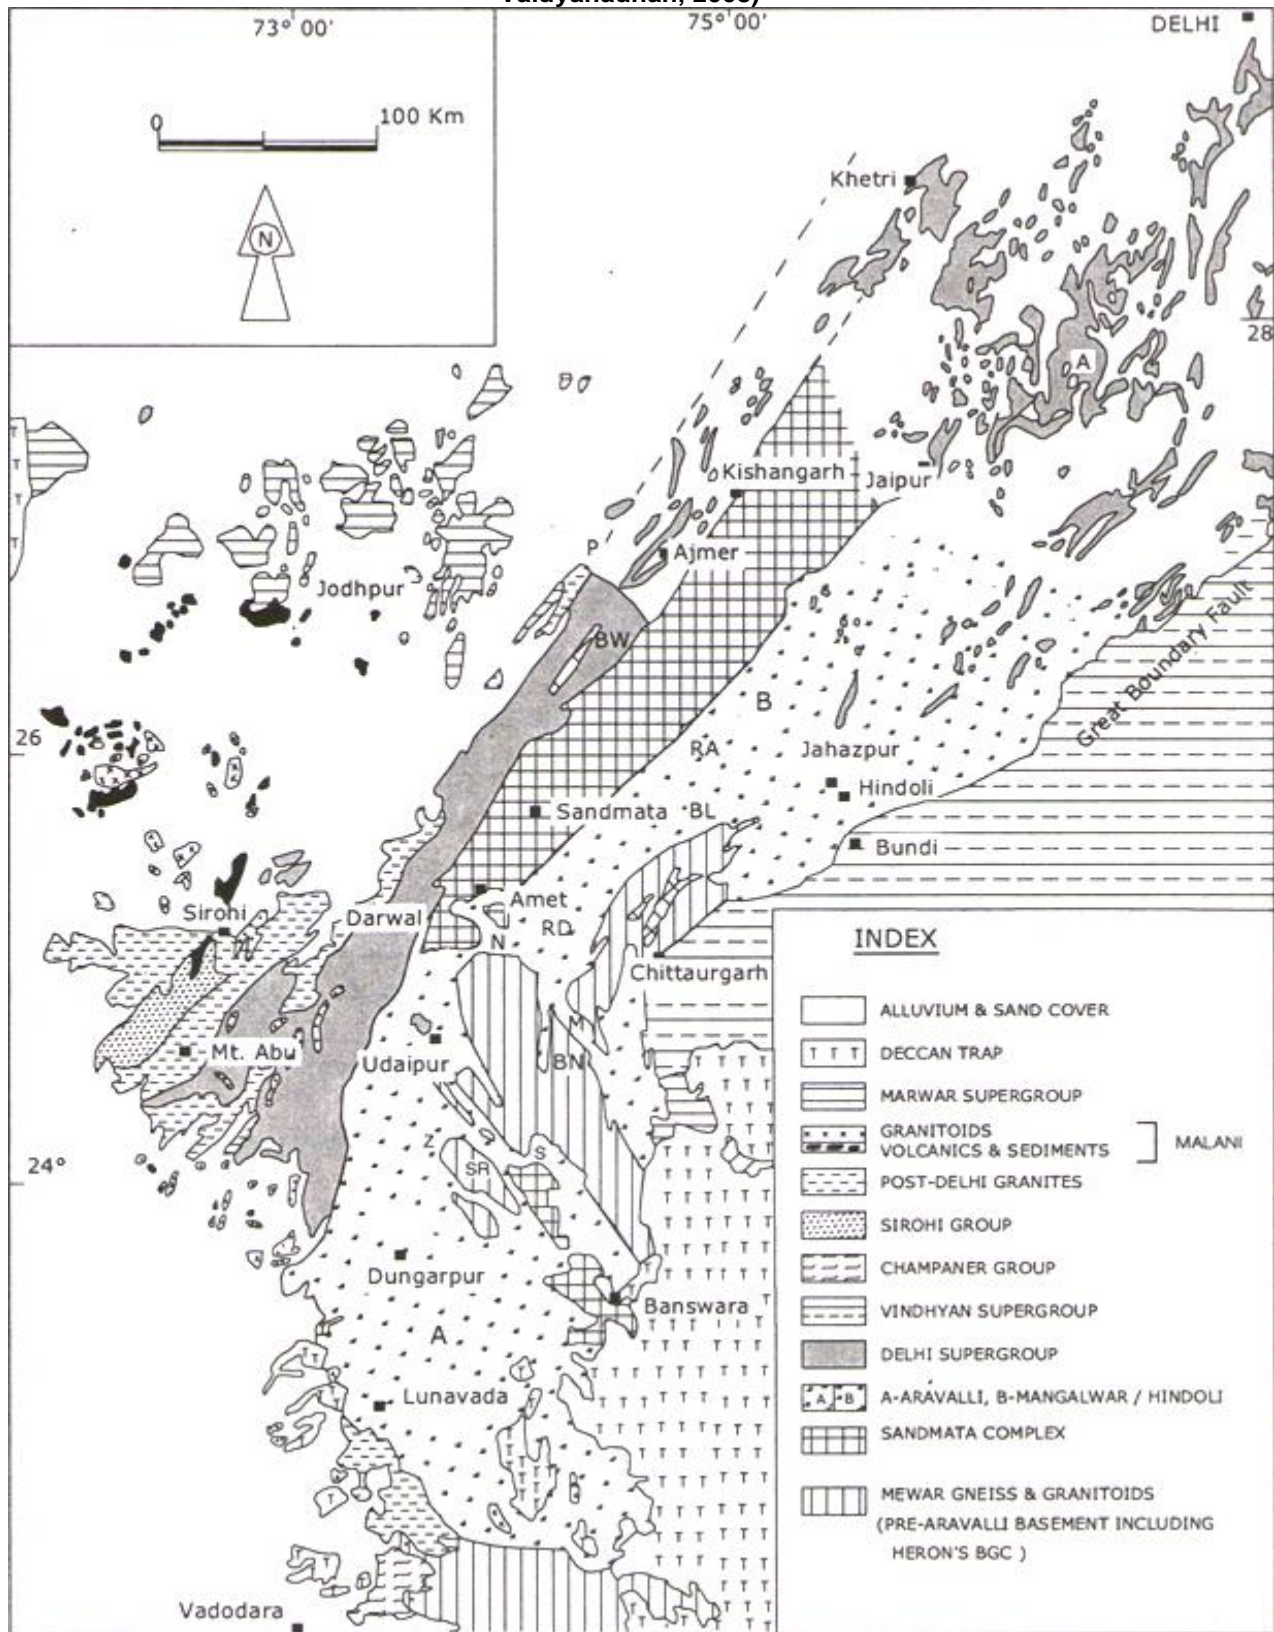 73° 00'
75° 00'
DELHI
0
100 Km
N
Khetri
28
A
Kishangarh
Jaipur
P
Ajmer
Jodhpur
BW
Great Boundary Fault
B
26
RA
Jahazpur
Hindoli
Sandmata
BL
Bundi
Amet
Sirohi
Darwal
RD
N
Chittaurgarh
M
Mt. Abu
Udaipur
BN
Z
S
SR
24°
Dungarpur
Banswara
A
Lunavada
Vadodara
INDEX
ALLUVIUM & SAND COVER
T T T DECCAN TRAP
MARWAR SUPERGROUP
GRANITOIDS
VOLCANICS & SEDIMENTS
MALANI
POST-DELHI GRANITES
SIROHI GROUP
CHAMPANER GROUP
VINDHYAN SUPERGROUP
DELHI SUPERGROUP
A B A-ARAVALLI, B-MANGALWAR / HINDOLI
SANDMATA COMPLEX
MEWAR GNEISS & GRANITOIDS
(PRE-ARAVALLI BASEMENT INCLUDING
HERON'S BGC )